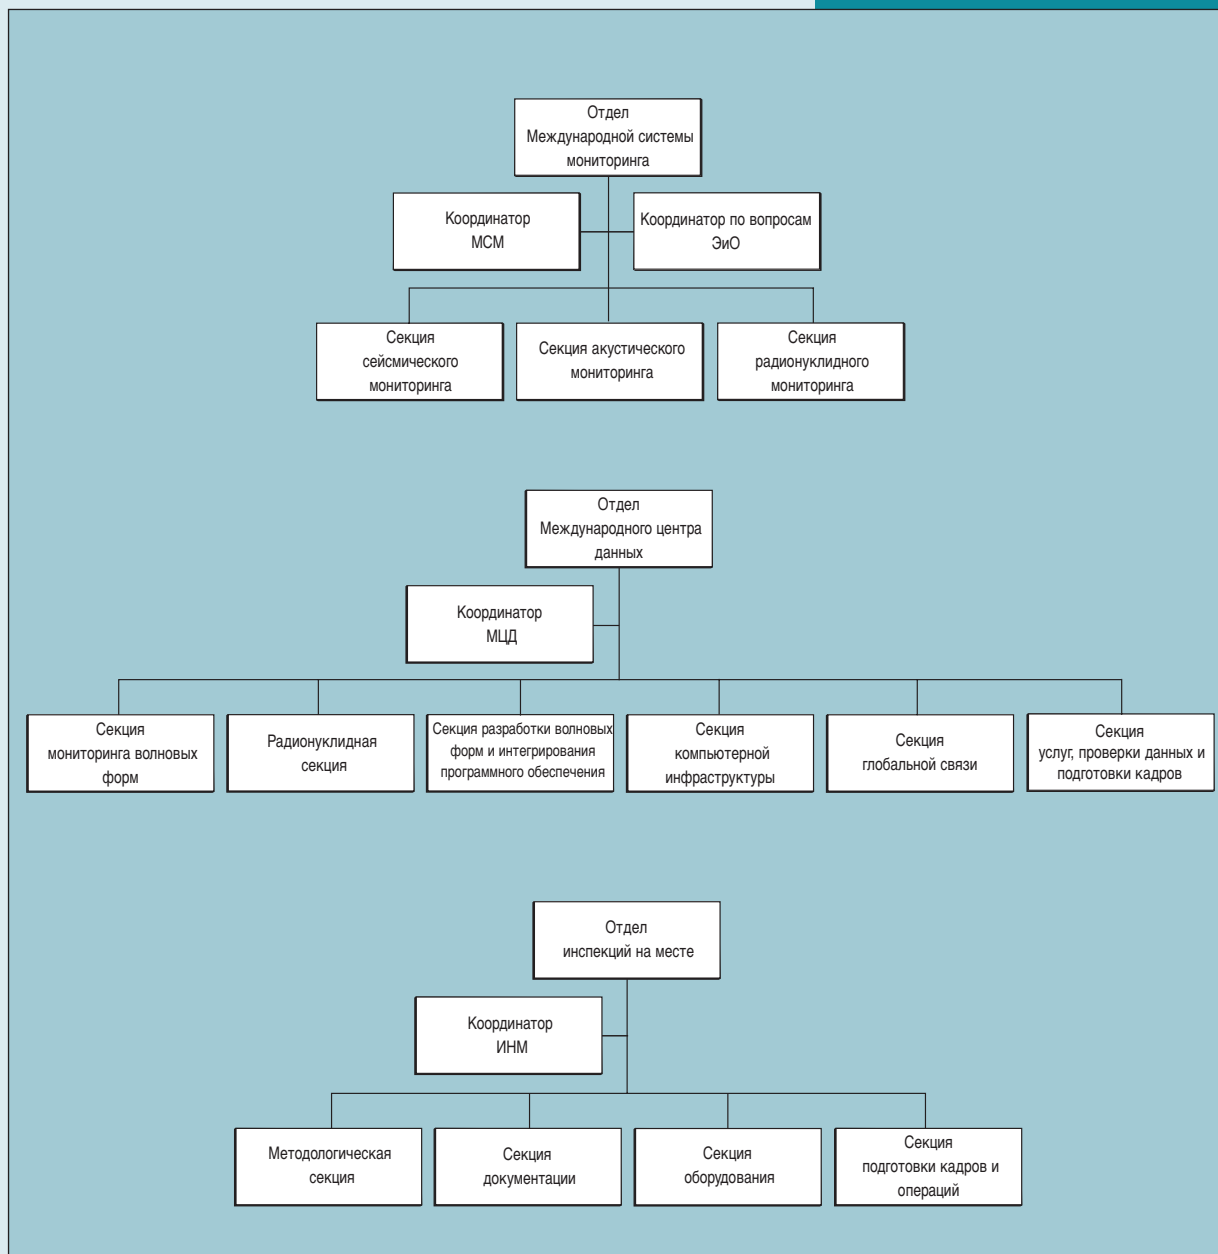 Отдел
Международной системы
мониторинга
Координатор
МСМ
Координатор по вопросам
ЭиО
Секция
сейсмического
мониторинга
Секция акустического
мониторинга
Секция
радионуклидного
мониторинга
Отдел
Международного центра
данных
Координатор
МЦД
Секция
мониторинга волновых
форм
Радионуклидная
секция
Секция разработки волновых
форм и интегрирования
программного обеспечения
Секция
компьютерной
инфраструктуры
Секция
глобальной связи
Секция
услуг, проверки данных и
подготовки кадров
Отдел
инспекций на месте
Координатор
ИНМ
Методологическая
секция
Секция
документации
Секция
оборудования
Секция
подготовки кадров и
операций